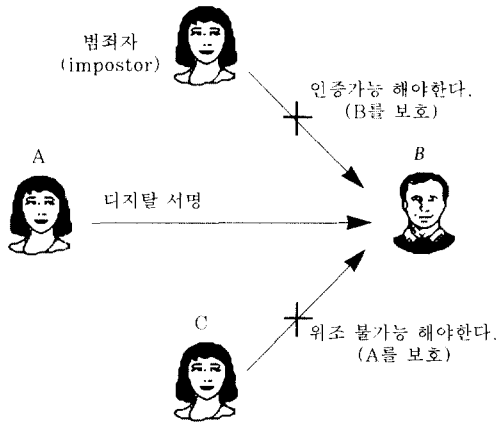 범죄자
(impostor)
인증가능 해야한다.
(B를 보호)
A
B
디지탈 서명
C
위조 불가능 해야한다.
(A를 보호)